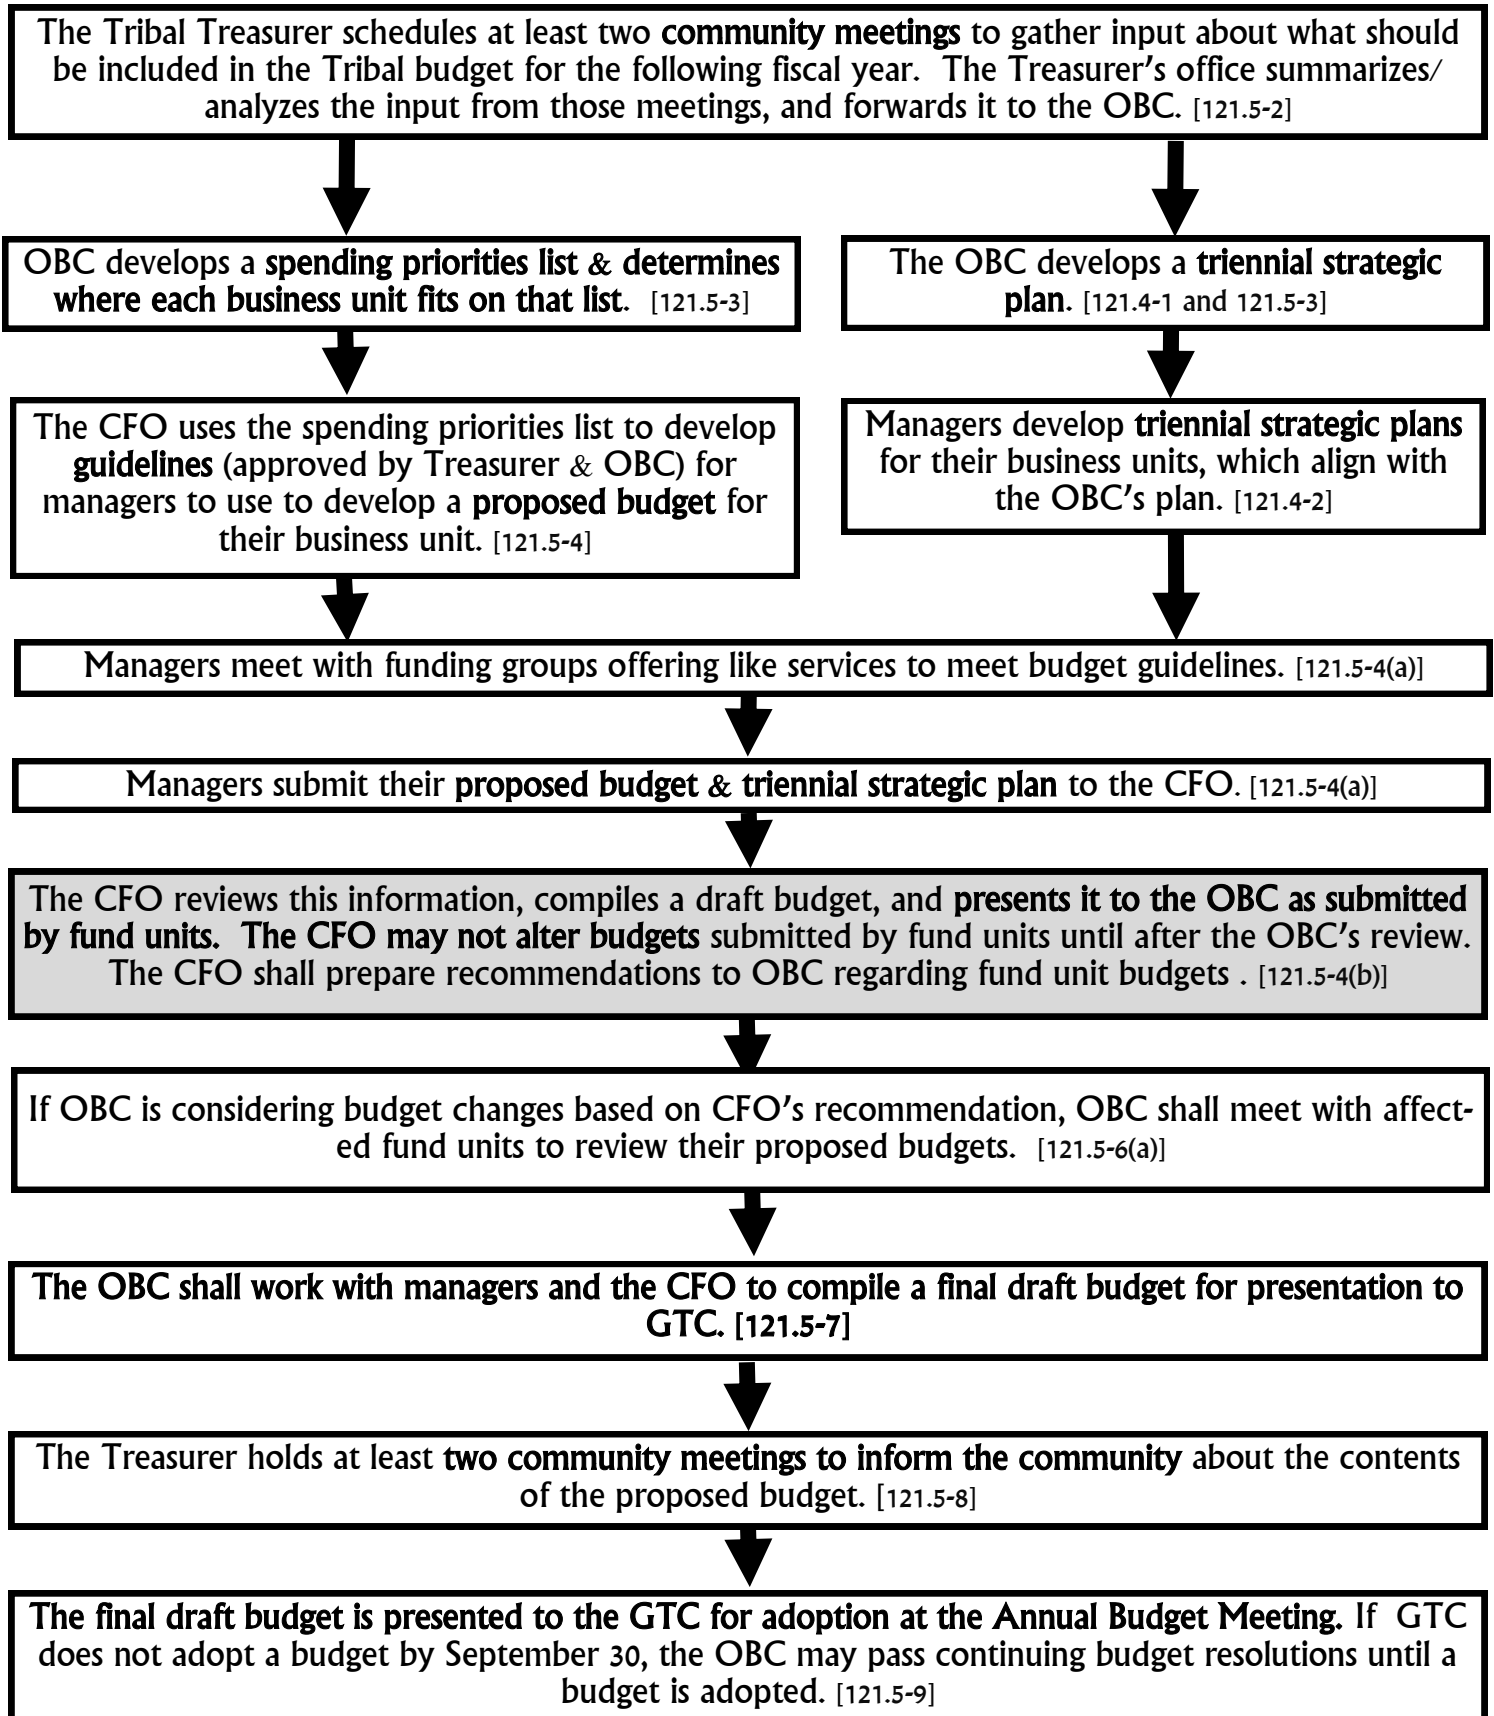 The Tribal Treasurer schedules at least two community meetings to gather input about what should
be included in the Tribal budget for the following fiscal year.  The Treasurer's office summarizes/
analyzes the input from those meetings, and forwards it to the OBC. [121.5-2]
OBC develops a spending priorities list & determines
where each business unit fits on that list.  [121.5-3]
The OBC develops a triennial strategic
plan. [121.4-1 and 121.5-3]
The CFO uses the spending priorities list to develop
guidelines (approved by Treasurer & OBC) for
managers to use to develop a proposed budget for
their business unit. [121.5-4]
Managers develop triennial strategic plans
for their business units, which align with
the OBC's plan. [121.4-2]
Managers meet with funding groups offering like services to meet budget guidelines. [121.5-4(a)]
Managers submit their proposed budget & triennial strategic plan to the CFO. [121.5-4(a)]
The CFO reviews this information, compiles a draft budget, and presents it to the OBC as submitted
by fund units.  The CFO may not alter budgets submitted by fund units until after the OBC's review.
The CFO shall prepare recommendations to OBC regarding fund unit budgets . [121.5-4(b)]
If OBC is considering budget changes based on CFO's recommendation, OBC shall meet with affect-
ed fund units to review their proposed budgets.  [121.5-6(a)]
The OBC shall work with managers and the CFO to compile a final draft budget for presentation to
GTC. [121.5-7]
The Treasurer holds at least two community meetings to inform the community about the contents
of the proposed budget. [121.5-8]
The final draft budget is presented to the GTC for adoption at the Annual Budget Meeting. If  GTC
does not adopt a budget by September 30, the OBC may pass continuing budget resolutions until a
budget is adopted. [121.5-9]